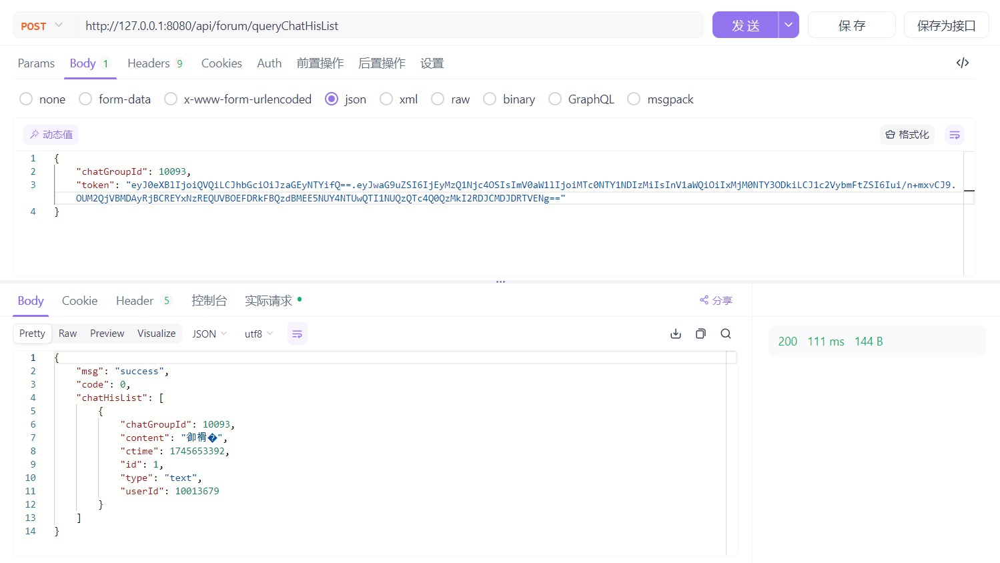 POST http://127.0.0.1:8080/api/forum/queryChatHisList 发送 保存 保存为接口
Params Body 1 Headers 9 Cookies Auth 前置操作 后置操作 设置
none form-data x-www-form-urlencoded json xml raw binary GraphQL msgpack
动态值 格式化
1 {
2 "chatGroupId": 10093,
3 "token": "eyJ0eXBlIjoiQVQiLCJhbGciOiJzaGEyNTYifQ==.eyJwaG9uZSI6IjEyMzQ1Njc4OSIsImV0aW1lIjoiMTc0NTY1NDIzMiIsInV1aWQiOiIxMjM0NTY3ODkiLCJ1c2VybmFtZSI6Iui/n+mxvCJ9.
OUM2QjVBMDAyRjBCREYxNzREQUVBOEFDRkFBQzdBMEE5NUY4NTUwQTI1NUQzQTc4Q0QzMkI2RDJCMDJDRTVENg=="
4 }
Body Cookie Header 5 控制台 实际请求 分享
Pretty Raw Preview Visualize JSON utf8
200 111 ms 144 B
1 {
2 "msg": "success",
3 "code": 0,
4 "chatHisList": [
5 {
6 "chatGroupId": 10093,
7 "content": "御榾�",
8 "ctime": 1745653392,
9 "id": 1,
10 "type": "text",
11 "userId": 10013679
12 }
13 ]
14 }